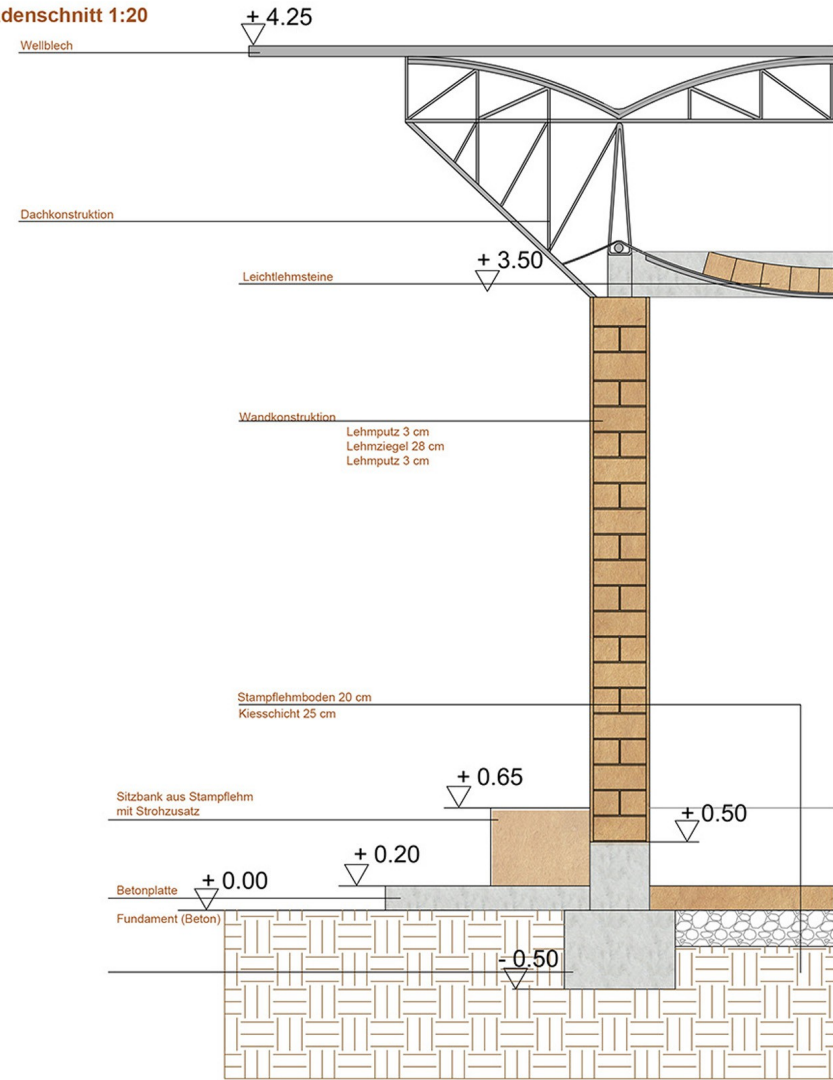 denschnitt 1:20
+ 4.25
Wellblech
Dachkonstruktion
+ 3.50
Leichtlehmsteine
Wandkonstruktion
Lehmputz 3 cm
Lehmziegel 28 cm
Lehmputz 3 cm
Stampflehmboden 20 cm
Kiesschicht 25 cm
+ 0.65
Sitzbank aus Stampflehm
mit Strohzusatz
+ 0.50
+ 0.20
+ 0.00
Betonplatte
Fundament (Beton)
- 0.50